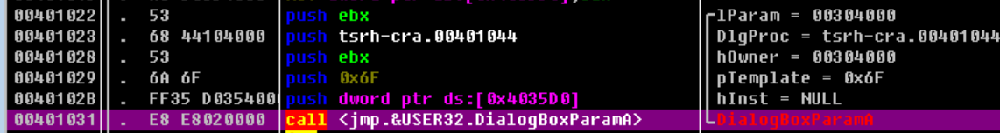 00401022 . 53 push ebx lParam = 00304000
00401023 . 68 44104000 push tsrh-cra.00401044 DlgProc = tsrh-cra.00401044
00401028 . 53 push ebx hOwner = 00304000
00401029 . 6A 6F push 0x6F pTemplate = 0x6F
0040102B . FF35 D0354000 push dword ptr ds:[0x4035D0] hInst = NULL
00401031 . E8 E8020000 call <jmp.&USER32.DialogBoxParamA> DialogBoxParamA